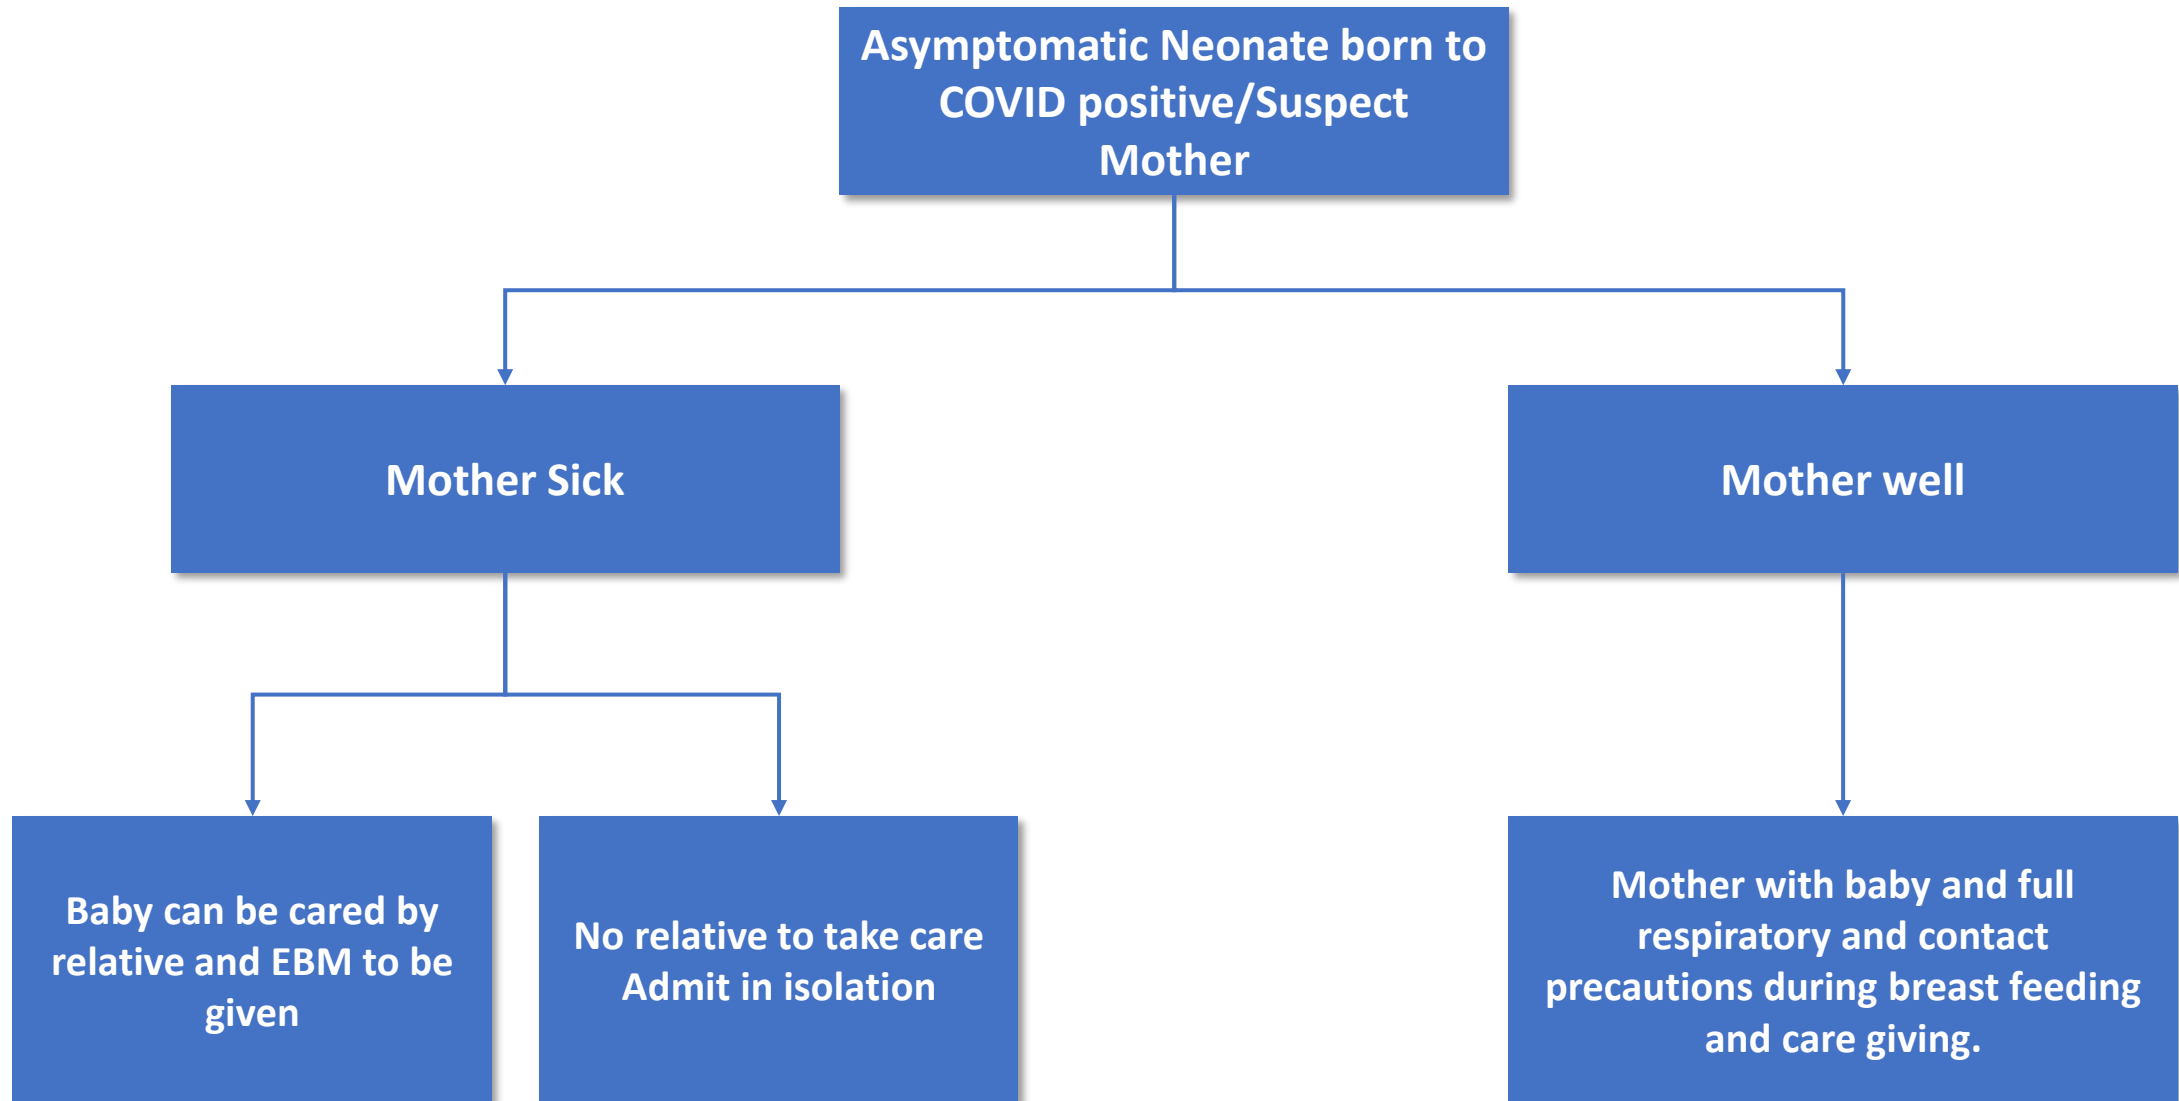 Asymptomatic Neonate born to
COVID positive/Suspect
Mother
Mother Sick
Mother well
Baby can be cared by
relative and EBM to be
given
No relative to take care
Admit in isolation
Mother with baby and full
respiratory and contact
precautions during breast feeding
and care giving.